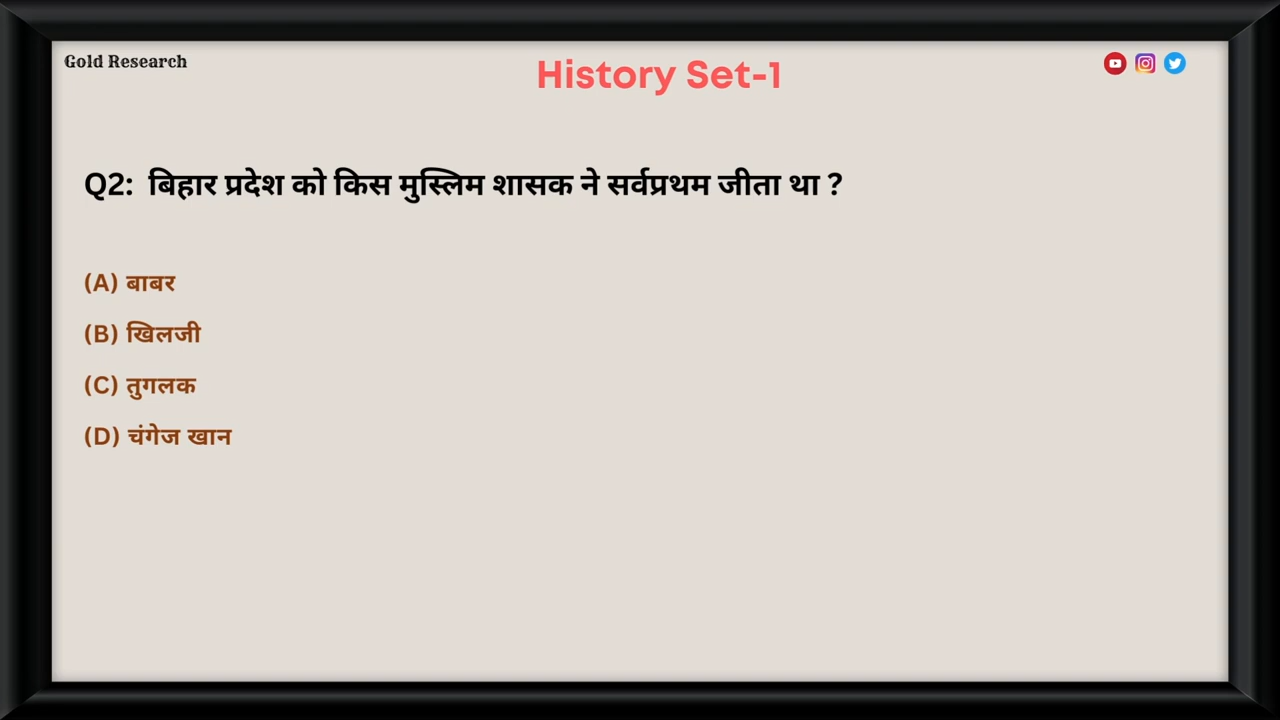 Gold Research
History Set-1
Q2: बिहार प्रदेश को किस मुस्लिम शासक ने सर्वप्रथम जीता था ?
(A) बाबर
(B) खिलजी
(C) तुगलक
(D) चंगेज खान